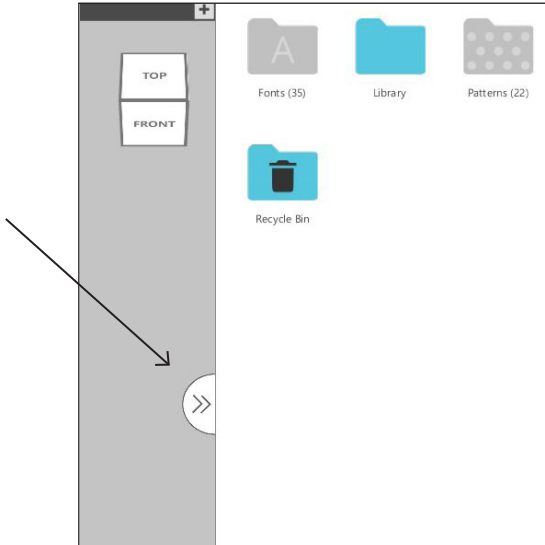 TOP
FRONT
A
Fonts (35)
Library
Patterns (22)
Recycle Bin